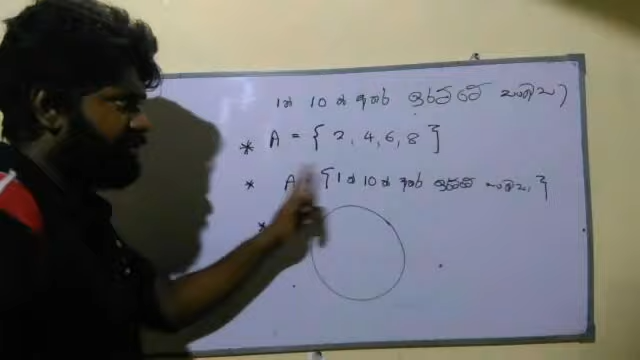 1ත් 10ත් අතර ඉරට්ටේ සංඛ්‍යා
* A = { 2, 4, 6, 8 }
* A = {1ත් 10ත් අතර ඉරට්ටේ සංඛ්‍යා}
*